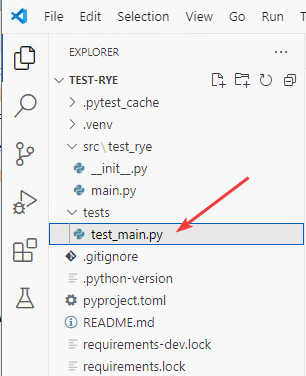 File Edit Selection View Go Run
EXPLORER ...
TEST-RYE
.pytest_cache
.venv
src\test_rye
__init__.py
main.py
tests
test_main.py
.gitignore
.python-version
pyproject.toml
README.md
requirements-dev.lock
requirements.lock